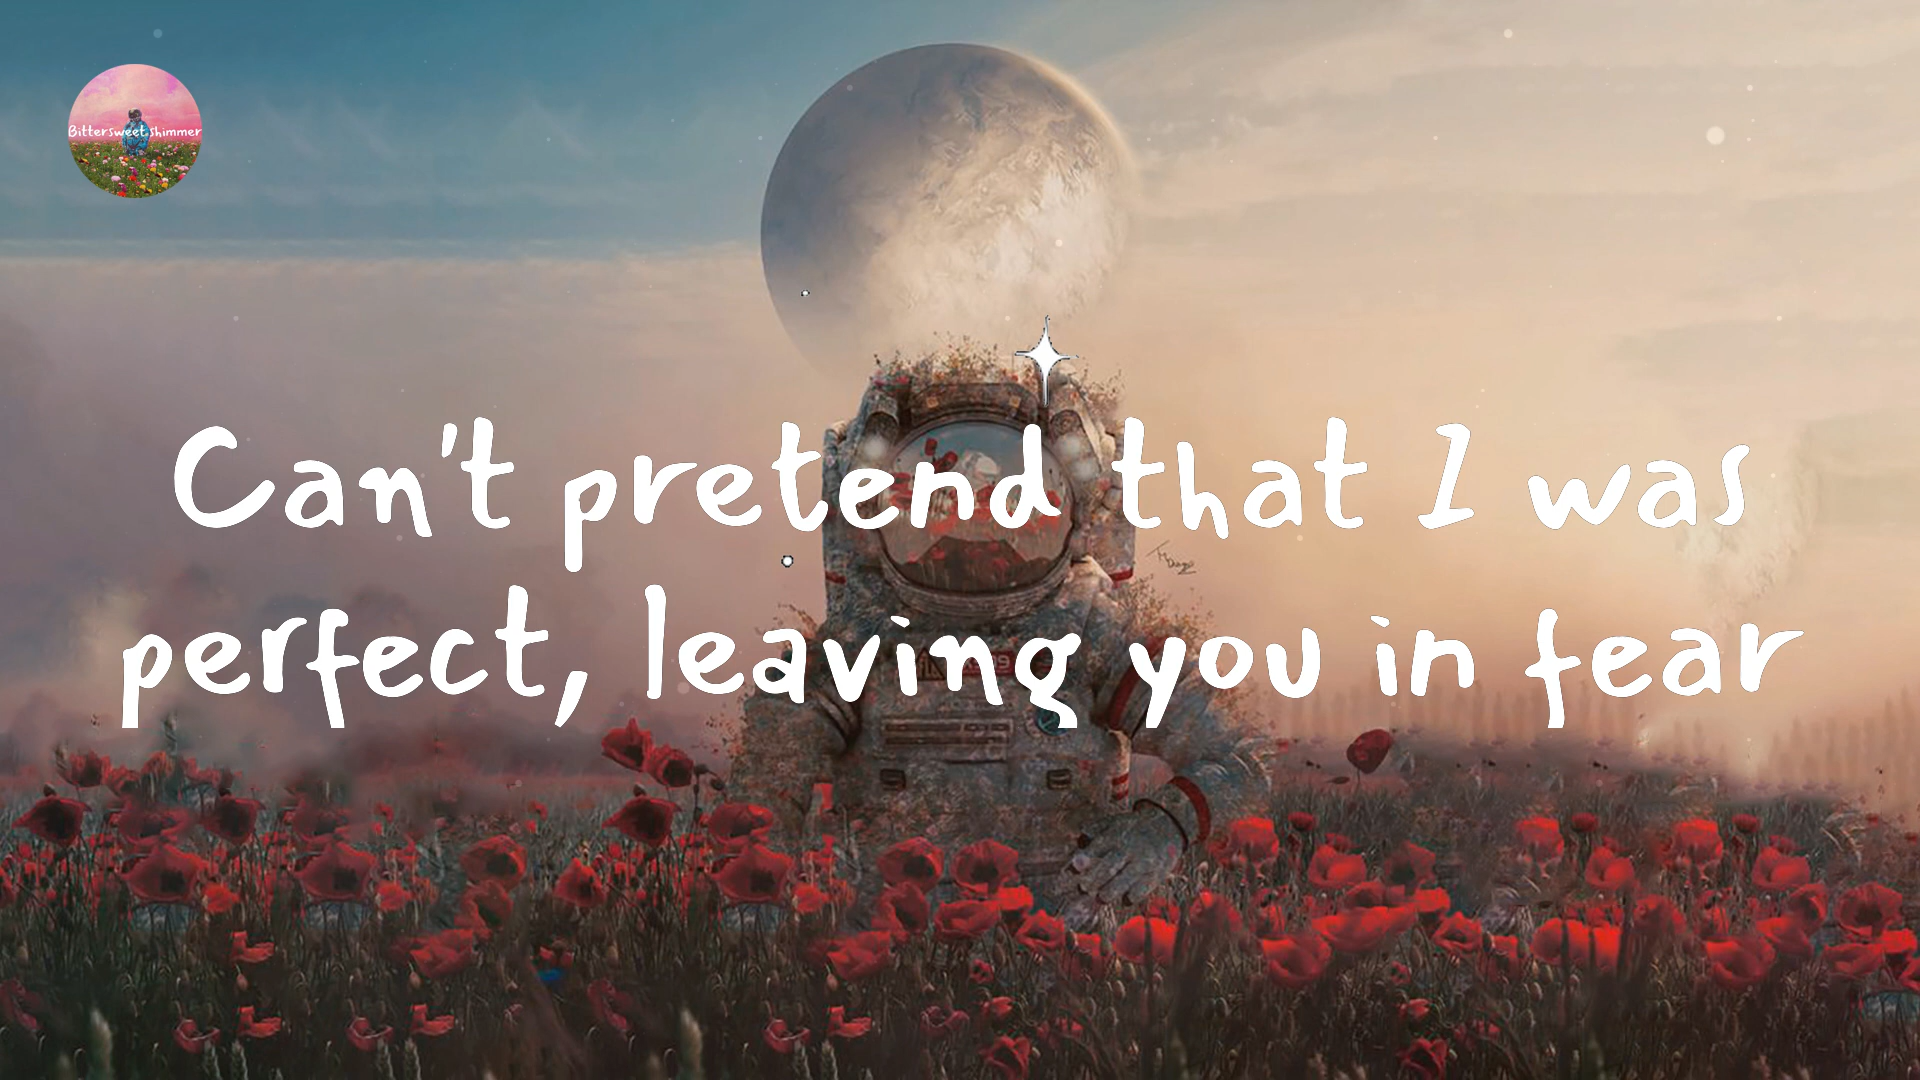 Bittersweet shimmer
Can't pretend that I was
perfect, leaving you in fear